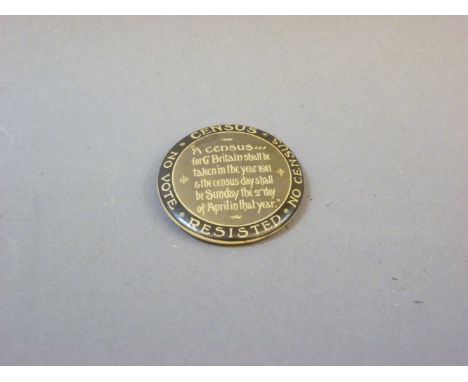 CENSUS • NO CENSUS • RESISTED • NO VOTE •
"A census...
for Gt Britain shall be
taken in the year 1911
& the census day shall
be Sunday the 2nd day
of April in that year."